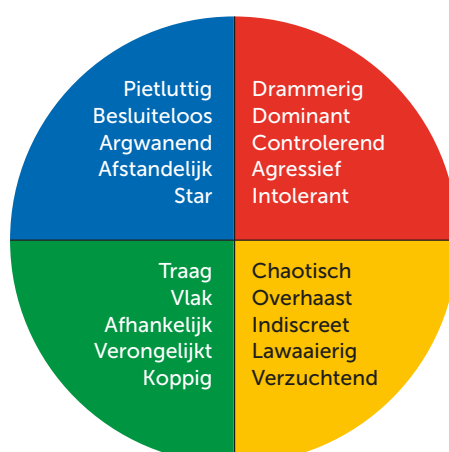 Pietluttig
Besluiteloos
Argwanend
Afstandelijk
Star
Drammerig
Dominant
Controlerend
Agressief
Intolerant
Traag
Vlak
Afhankelijk
Verongelijkt
Koppig
Chaotisch
Overhaast
Indiscreet
Lawaaierig
Verzuchtend